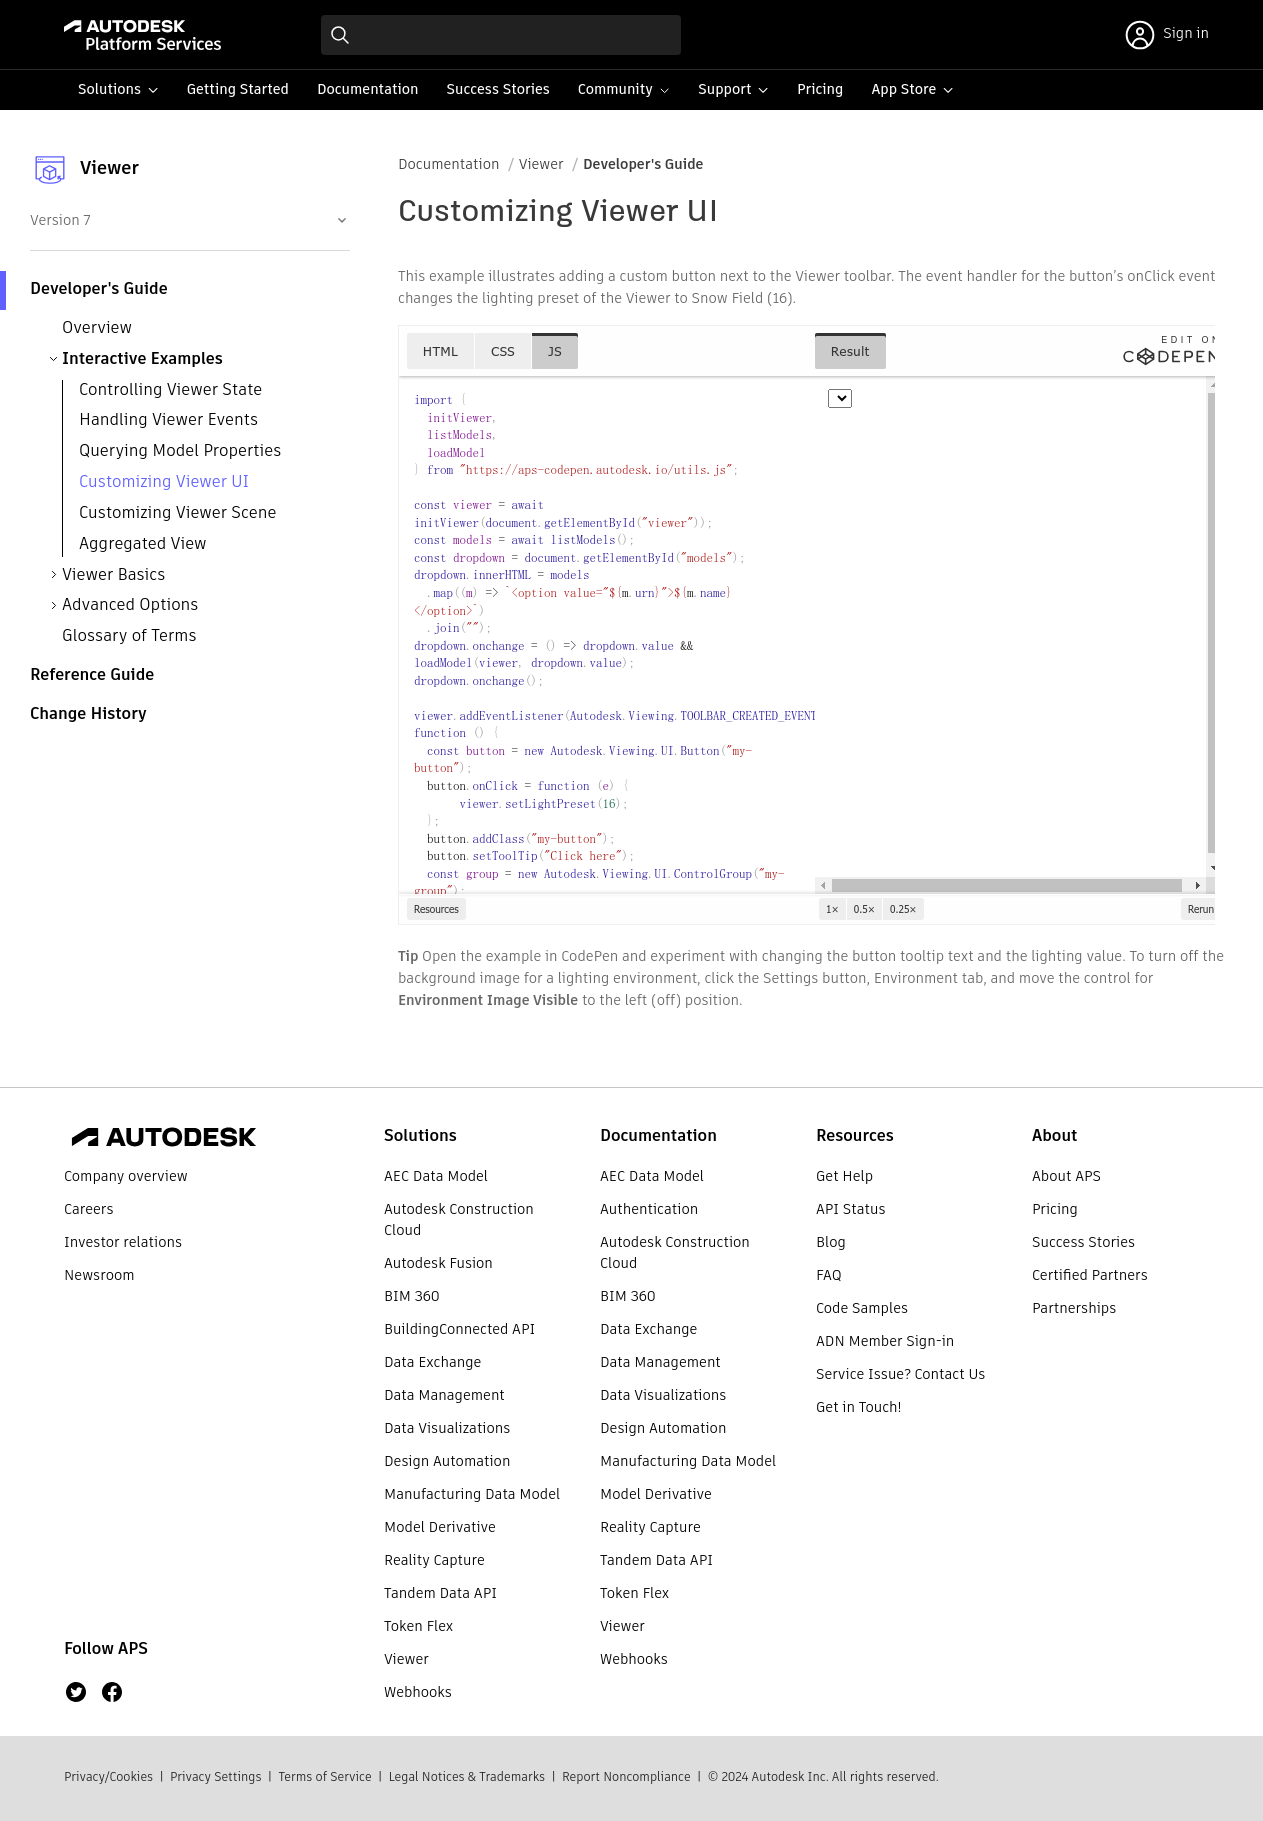 AUTODESK
Platform Services
Sign in
Solutions
Getting Started
Documentation
Success Stories
Community
Support
Pricing
App Store
Viewer
Version 7
Developer's Guide
Overview
Interactive Examples
Controlling Viewer State
Handling Viewer Events
Querying Model Properties
Customizing Viewer UI
Customizing Viewer Scene
Aggregated View
Viewer Basics
Advanced Options
Glossary of Terms
Reference Guide
Change History
Documentation / Viewer / Developer's Guide
Customizing Viewer UI
This example illustrates adding a custom button next to the Viewer toolbar. The event handler for the button's onClick event
changes the lighting preset of the Viewer to Snow Field (16).
HTML
CSS
JS
Result
EDIT ON
CODEPEN
import {
  initViewer,
  listModels,
  loadModel
} from "https://aps-codepen.autodesk.io/utils.js";
const viewer = await
initViewer(document.getElementById("viewer"));
const models = await listModels();
const dropdown = document.getElementById("models");
dropdown.innerHTML = models
  .map((m) => `<option value="${m.urn}">${m.name}
</option>`)
  .join("");
dropdown.onchange = () => dropdown.value &&
loadModel(viewer, dropdown.value);
dropdown.onchange();
viewer.addEventListener(Autodesk.Viewing.TOOLBAR_CREATED_EVENT
function () {
  const button = new Autodesk.Viewing.UI.Button("my-
button");
  button.onClick = function (e) {
       viewer.setLightPreset(16);
  };
  button.addClass("my-button");
  button.setToolTip("Click here");
  const group = new Autodesk.Viewing.UI.ControlGroup("my-
group");
Resources
1×
0.5×
0.25×
Rerun
Tip Open the example in CodePen and experiment with changing the button tooltip text and the lighting value. To turn off the
background image for a lighting environment, click the Settings button, Environment tab, and move the control for
Environment Image Visible to the left (off) position.
AUTODESK
Company overview
Careers
Investor relations
Newsroom
Follow APS
Solutions
AEC Data Model
Autodesk Construction
Cloud
Autodesk Fusion
BIM 360
BuildingConnected API
Data Exchange
Data Management
Data Visualizations
Design Automation
Manufacturing Data Model
Model Derivative
Reality Capture
Tandem Data API
Token Flex
Viewer
Webhooks
Documentation
AEC Data Model
Authentication
Autodesk Construction
Cloud
BIM 360
Data Exchange
Data Management
Data Visualizations
Design Automation
Manufacturing Data Model
Model Derivative
Reality Capture
Tandem Data API
Token Flex
Viewer
Webhooks
Resources
Get Help
API Status
Blog
FAQ
Code Samples
ADN Member Sign-in
Service Issue? Contact Us
Get in Touch!
About
About APS
Pricing
Success Stories
Certified Partners
Partnerships
Privacy/Cookies | Privacy Settings | Terms of Service | Legal Notices & Trademarks | Report Noncompliance | © 2024 Autodesk Inc. All rights reserved.